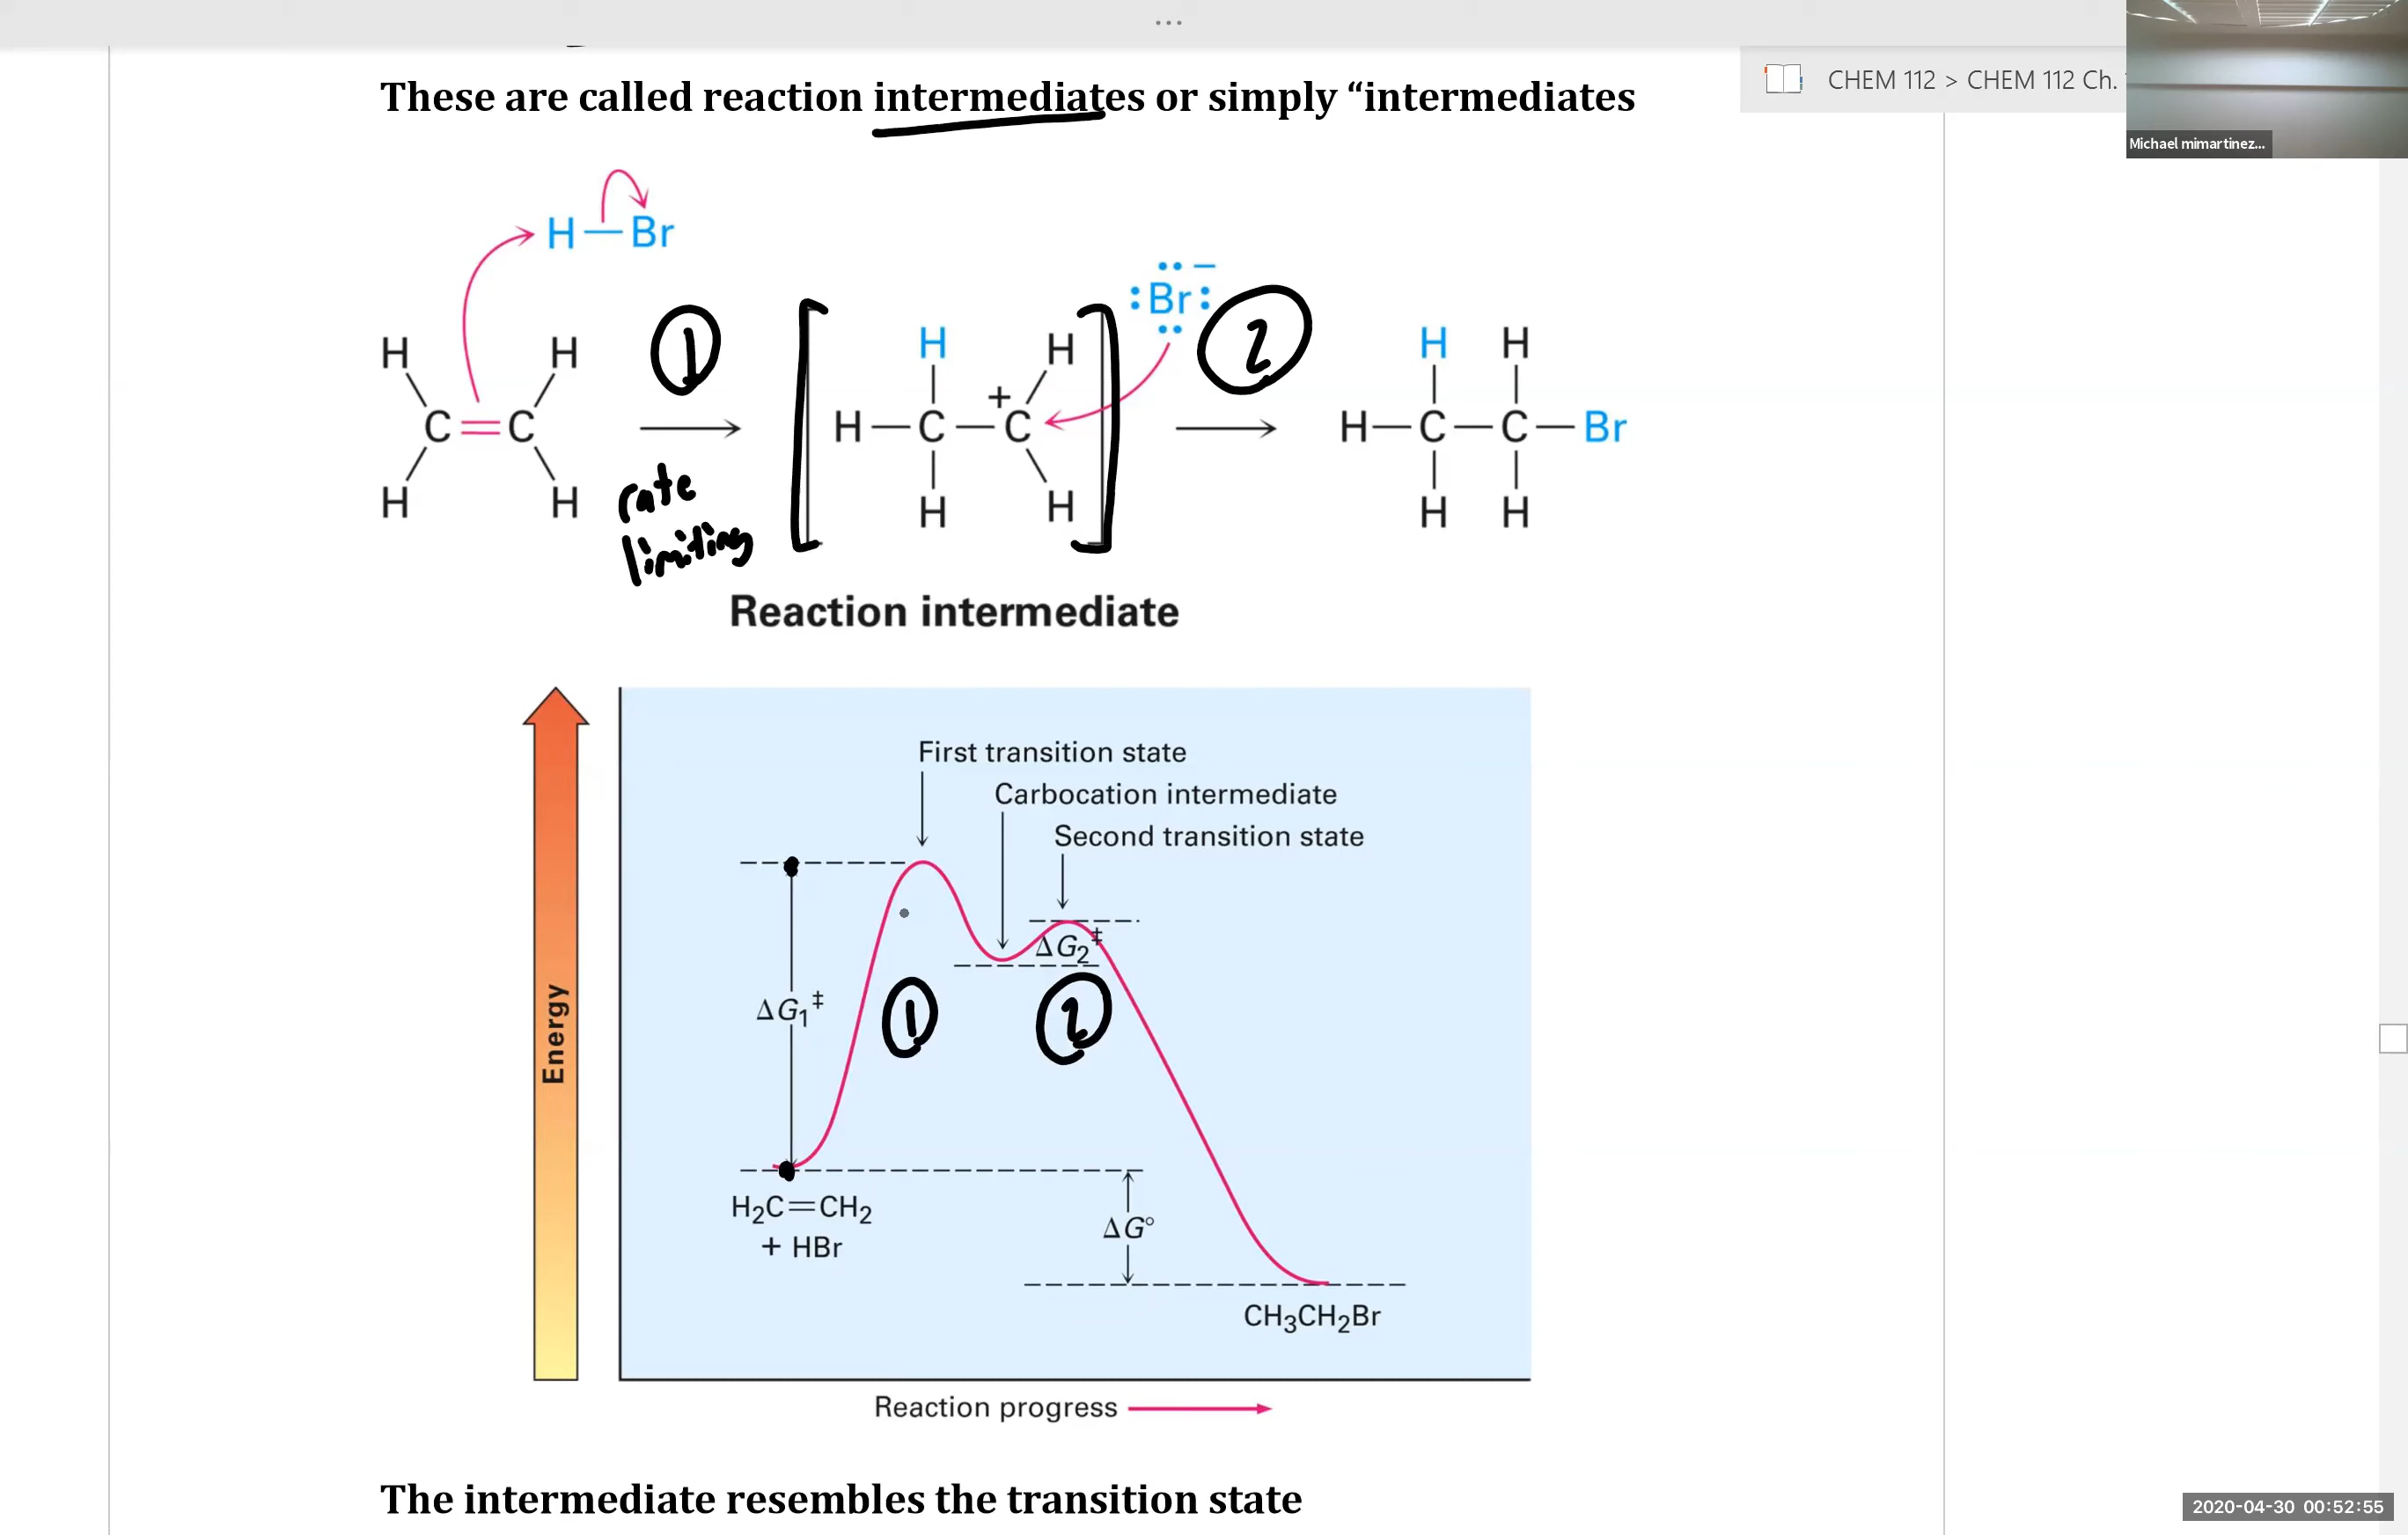 ...
These are called reaction intermediates or simply “intermediates
CHEM 112 > CHEM 112 Ch.
Michael mimartinez...
H—Br
:Br:
−
1
2
H H
C=C
H H
rate
limiting
H H
+
H—C—C
H H
H H
H—C—C—Br
H H
Reaction intermediate
Energy
First transition state
Carbocation intermediate
Second transition state
ΔG₂‡
ΔG₁‡
1
2
H₂C=CH₂
+ HBr
ΔG°
CH₃CH₂Br
Reaction progress
The intermediate resembles the transition state
2020-04-30 00:52:55